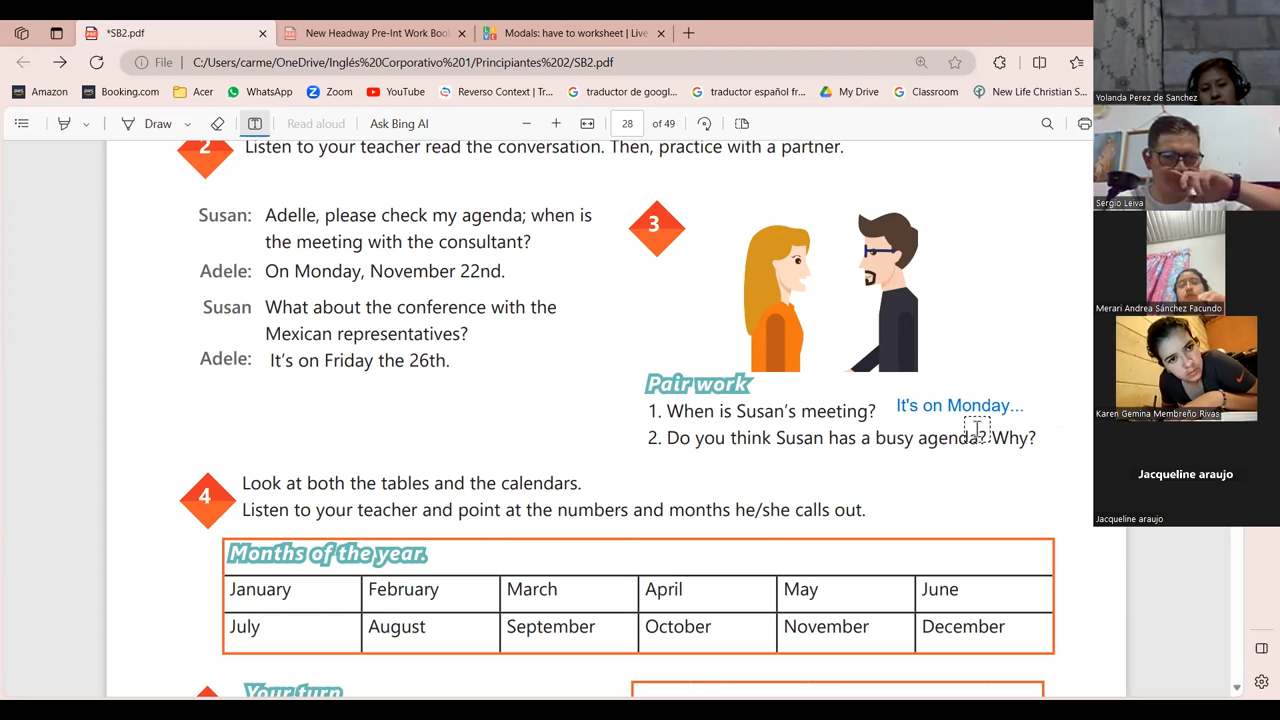 *SB2.pdf
New Headway Pre-Int Work Boo
Modals: have to worksheet | Live
File
C:/Users/carme/OneDrive/Inglés%20Corporativo%201/Principiantes%202/SB2.pdf
Amazon
Booking.com
Acer
WhatsApp
Zoom
YouTube
Reverso Context | Tr...
traductor de googl...
traductor español fr...
My Drive
Classroom
New Life Christian S...
Draw
Read aloud
Ask Bing AI
28 of 49
2
Listen to your teacher read the conversation. Then, practice with a partner.
Susan: Adelle, please check my agenda; when is
the meeting with the consultant?
Adele: On Monday, November 22nd.
Susan What about the conference with the
Mexican representatives?
Adele: It’s on Friday the 26th.
3
Pair work
1. When is Susan’s meeting? It's on Monday...
2. Do you think Susan has a busy agenda? Why?
4
Look at both the tables and the calendars.
Listen to your teacher and point at the numbers and months he/she calls out.
Months of the year.
January February March April May June
July August September October November December
Your turn
Yolanda Perez de Sanchez
Sergio Leiva
Merari Andrea Sánchez Facundo
Karen Gemina Membreño Rivas
Jacqueline araujo
Jacqueline araujo